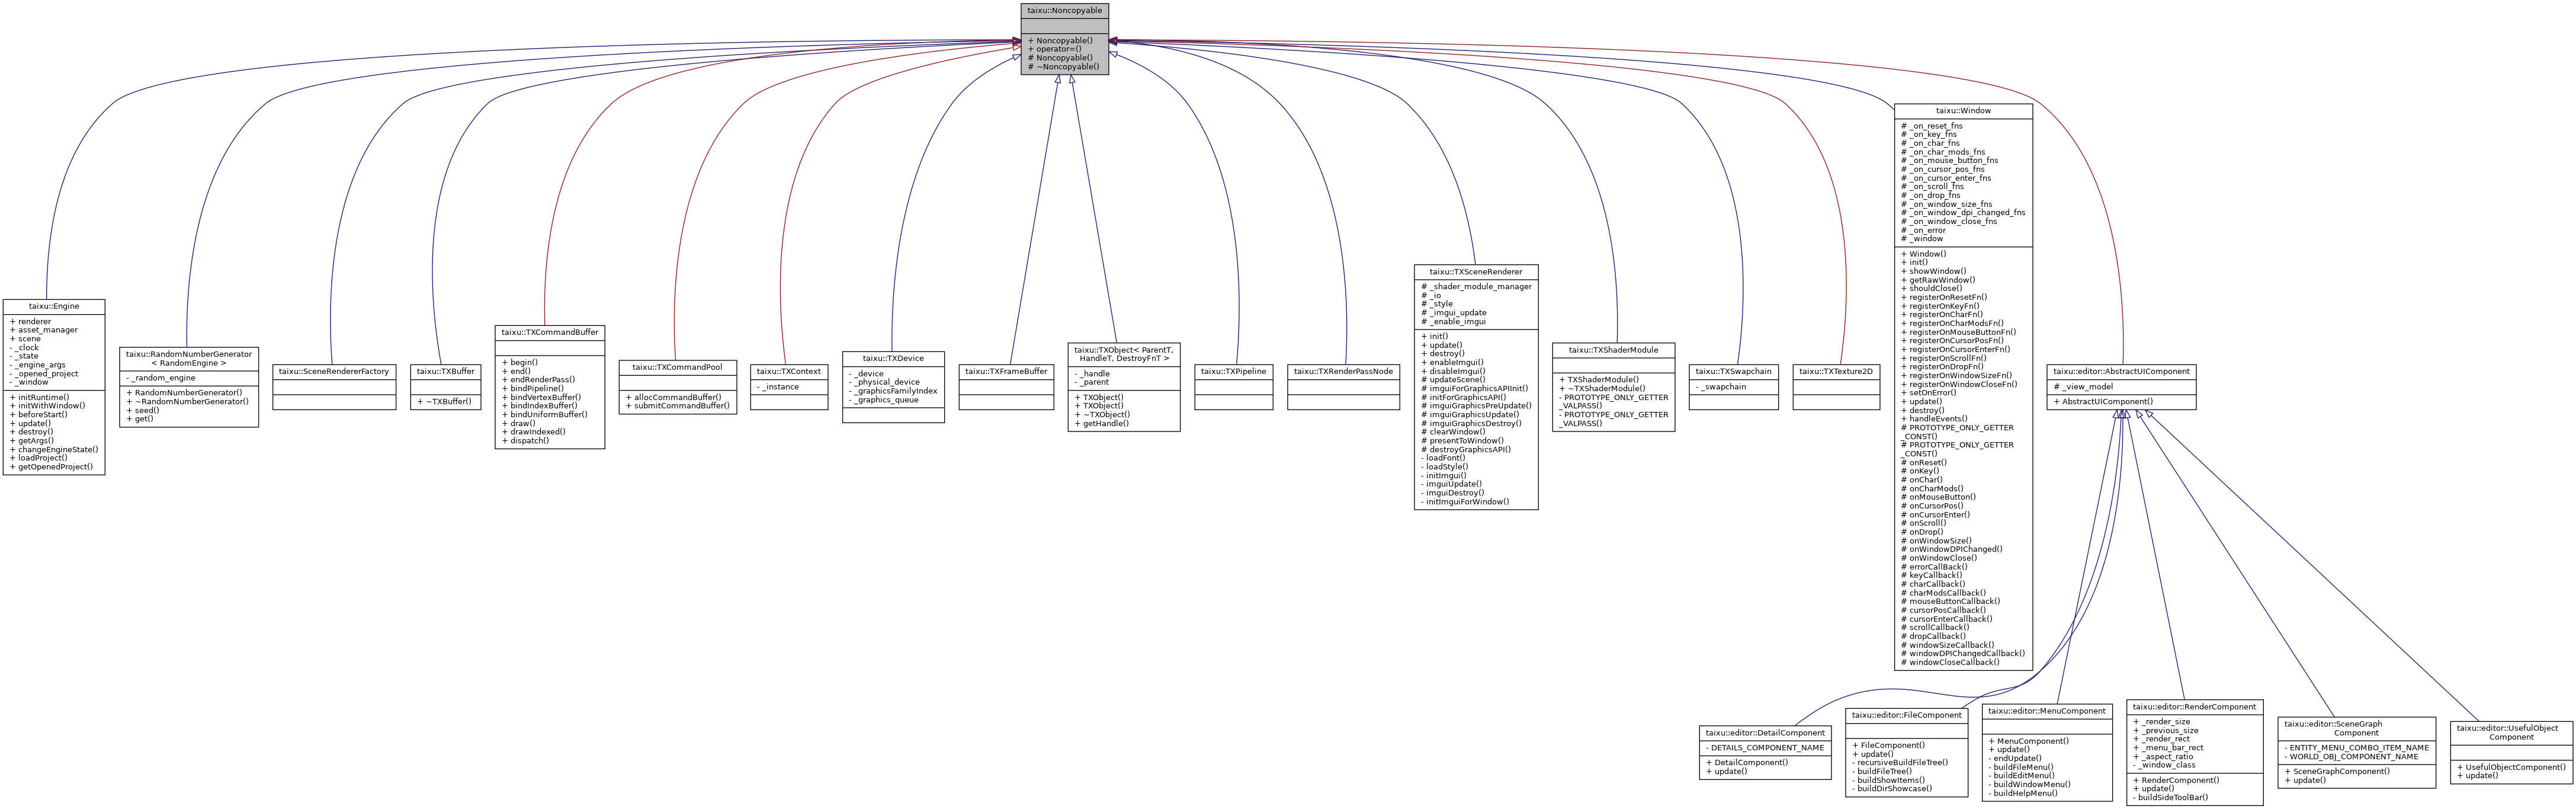 taixu::Noncopyable
+ Noncopyable()
+ operator=()
# Noncopyable()
# ~Noncopyable()
taixu::Engine
+ renderer
+ asset_manager
+ scene
- _clock
- _state
- _engine_args
- _opened_project
- _window
+ initRuntime()
+ initWithWindow()
+ beforeStart()
+ update()
+ destroy()
+ getArgs()
+ changeEngineState()
+ loadProject()
+ getOpenedProject()
taixu::RandomNumberGenerator
< RandomEngine >
- _random_engine
+ RandomNumberGenerator()
+ ~RandomNumberGenerator()
+ seed()
+ get()
taixu::SceneRendererFactory
taixu::TXBuffer
+ ~TXBuffer()
taixu::TXCommandBuffer
+ begin()
+ end()
+ endRenderPass()
+ bindPipeline()
+ bindVertexBuffer()
+ bindIndexBuffer()
+ bindUniformBuffer()
+ draw()
+ drawIndexed()
+ dispatch()
taixu::TXCommandPool
+ allocCommandBuffer()
+ submitCommandBuffer()
taixu::TXContext
- _instance
taixu::TXDevice
- _device
- _physical_device
- _graphicsFamilyIndex
- _graphics_queue
taixu::TXFrameBuffer
taixu::TXObject< ParentT,
HandleT, DestroyFnT >
- _handle
- _parent
+ TXObject()
+ TXObject()
+ ~TXObject()
+ getHandle()
taixu::TXPipeline
taixu::TXRenderPassNode
taixu::TXSceneRenderer
# _shader_module_manager
# _io
# _style
# _imgui_update
# _enable_imgui
+ init()
+ update()
+ destroy()
+ enableImgui()
+ disableImgui()
# updateScene()
# imguiForGraphicsAPIInit()
# initForGraphicsAPI()
# imguiGraphicsPreUpdate()
# imguiGraphicsUpdate()
# imguiGraphicsDestroy()
# clearWindow()
# presentToWindow()
# destroyGraphicsAPI()
- loadFont()
- loadStyle()
- initImgui()
- imguiUpdate()
- imguiDestroy()
- initImguiForWindow()
taixu::TXShaderModule
+ TXShaderModule()
+ ~TXShaderModule()
- PROTOTYPE_ONLY_GETTER
_VALPASS()
- PROTOTYPE_ONLY_GETTER
_VALPASS()
taixu::TXSwapchain
- _swapchain
taixu::TXTexture2D
taixu::Window
# _on_reset_fns
# _on_key_fns
# _on_char_fns
# _on_char_mods_fns
# _on_mouse_button_fns
# _on_cursor_pos_fns
# _on_cursor_enter_fns
# _on_scroll_fns
# _on_drop_fns
# _on_window_size_fns
# _on_window_dpi_changed_fns
# _on_window_close_fns
# _on_error
# _window
+ Window()
+ init()
+ showWindow()
+ getRawWindow()
+ shouldClose()
+ registerOnResetFn()
+ registerOnKeyFn()
+ registerOnCharFn()
+ registerOnCharModsFn()
+ registerOnMouseButtonFn()
+ registerOnCursorPosFn()
+ registerOnCursorEnterFn()
+ registerOnScrollFn()
+ registerOnDropFn()
+ registerOnWindowSizeFn()
+ registerOnWindowCloseFn()
+ setOnError()
+ update()
+ destroy()
+ handleEvents()
# PROTOTYPE_ONLY_GETTER
_CONST()
# PROTOTYPE_ONLY_GETTER
_CONST()
# onReset()
# onKey()
# onChar()
# onCharMods()
# onMouseButton()
# onCursorPos()
# onCursorEnter()
# onScroll()
# onDrop()
# onWindowSize()
# onWindowDPIChanged()
# onWindowClose()
# errorCallBack()
# keyCallback()
# charCallback()
# charModsCallback()
# mouseButtonCallback()
# cursorPosCallback()
# cursorEnterCallback()
# scrollCallback()
# dropCallback()
# windowSizeCallback()
# windowDPIChangedCallback()
# windowCloseCallback()
taixu::editor::AbstractUIComponent
# _view_model
+ AbstractUIComponent()
taixu::editor::DetailComponent
- DETAILS_COMPONENT_NAME
+ DetailComponent()
+ update()
taixu::editor::FileComponent
+ FileComponent()
+ update()
- recursiveBuildFileTree()
- buildFileTree()
- buildShowItems()
- buildDirShowcase()
taixu::editor::MenuComponent
+ MenuComponent()
+ update()
- endUpdate()
- buildFileMenu()
- buildEditMenu()
- buildWindowMenu()
- buildHelpMenu()
taixu::editor::RenderComponent
+ _render_size
+ _previous_size
+ _render_rect
+ _menu_bar_rect
+ _aspect_ratio
- _window_class
+ RenderComponent()
+ update()
- buildSideToolBar()
taixu::editor::SceneGraph
Component
- ENTITY_MENU_COMBO_ITEM_NAME
- WORLD_OBJ_COMPONENT_NAME
+ SceneGraphComponent()
+ update()
taixu::editor::UsefulObject
Component
+ UsefulObjectComponent()
+ update()